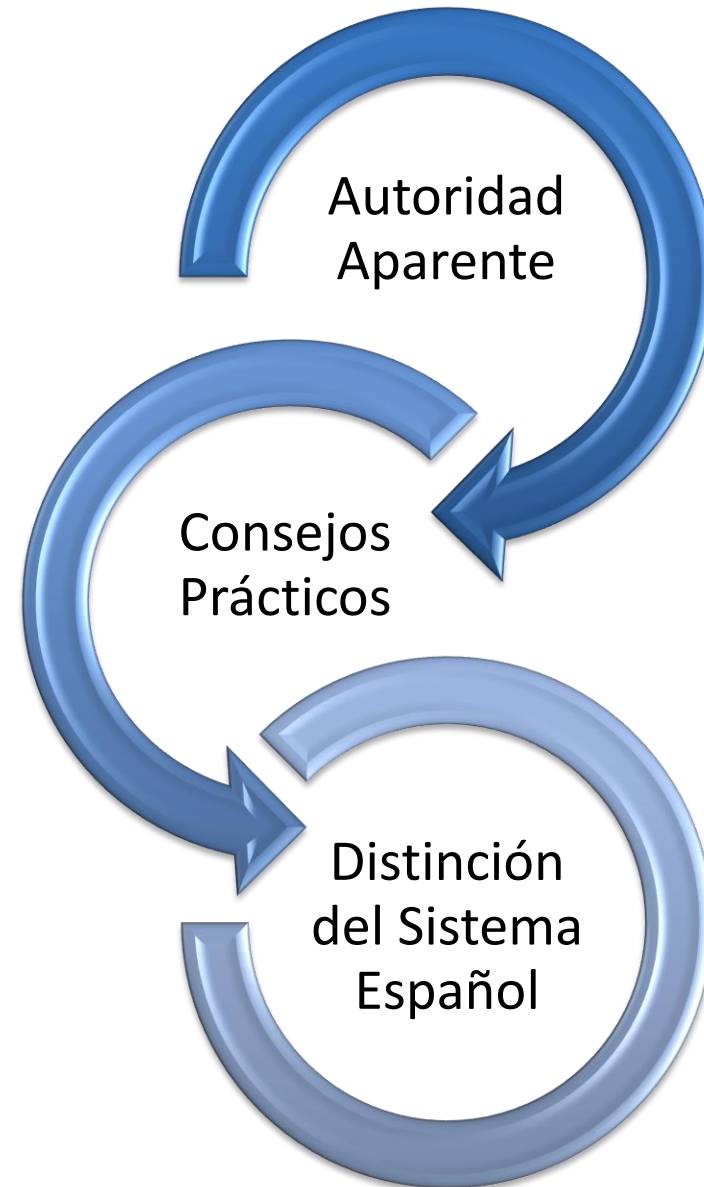 Autoridad
Aparente
Consejos
Prácticos
Distinción
del Sistema
Español